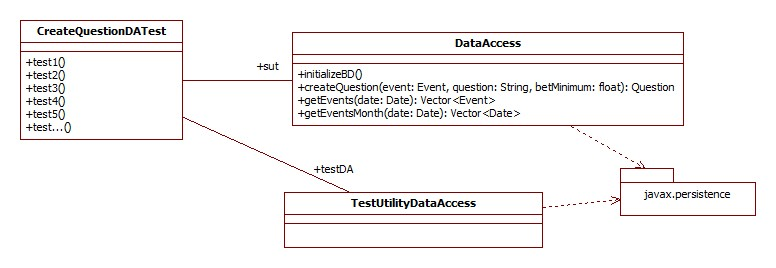 CreateQuestionDATest
+test1()
+test2()
+test3()
+test4()
+test5()
+test...()
+sut
DataAccess
+initializeBD()
+createQuestion(event: Event, question: String, betMinimum: float): Question
+getEvents(date: Date): Vector<Event>
+getEventsMonth(date: Date): Vector<Date>
+testDA
TestUtilityDataAccess
javax.persistence